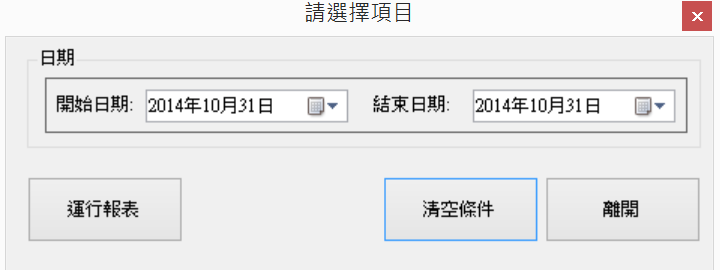 請選擇項目
日期
開始日期: 2014年10月31日 結束日期: 2014年10月31日
運行報表 清空條件 離開